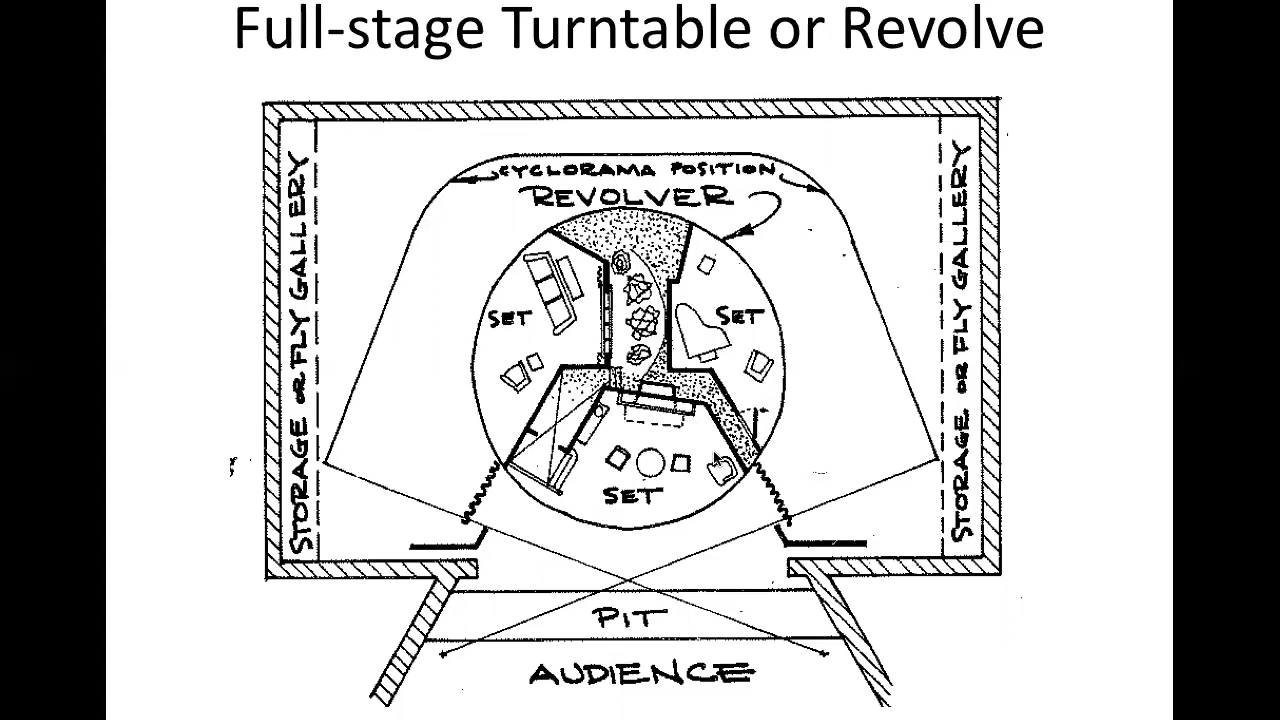 Full-stage Turntable or Revolve
CYCLORAMA POSITION
REVOLVER
STORAGE OR FLY GALLERY
SET
SET
STORAGE OR FLY GALLERY
SET
PIT
AUDIENCE